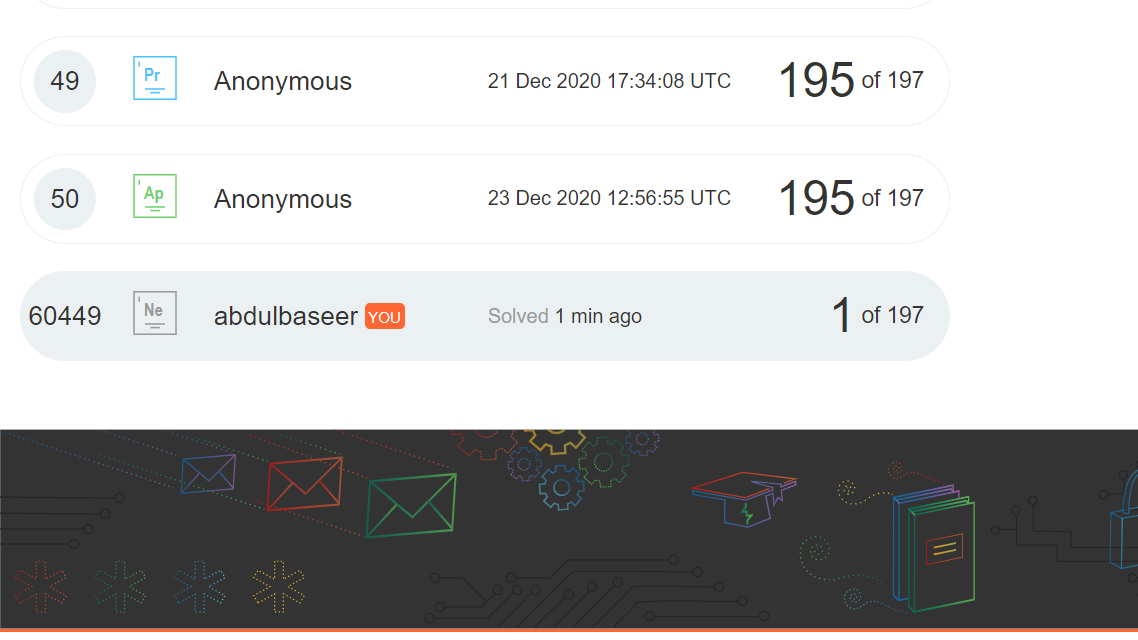 49 Pr Anonymous 21 Dec 2020 17:34:08 UTC 195 of 197
50 Ap Anonymous 23 Dec 2020 12:56:55 UTC 195 of 197
60449 Ne abdulbaseer YOU Solved 1 min ago 1 of 197